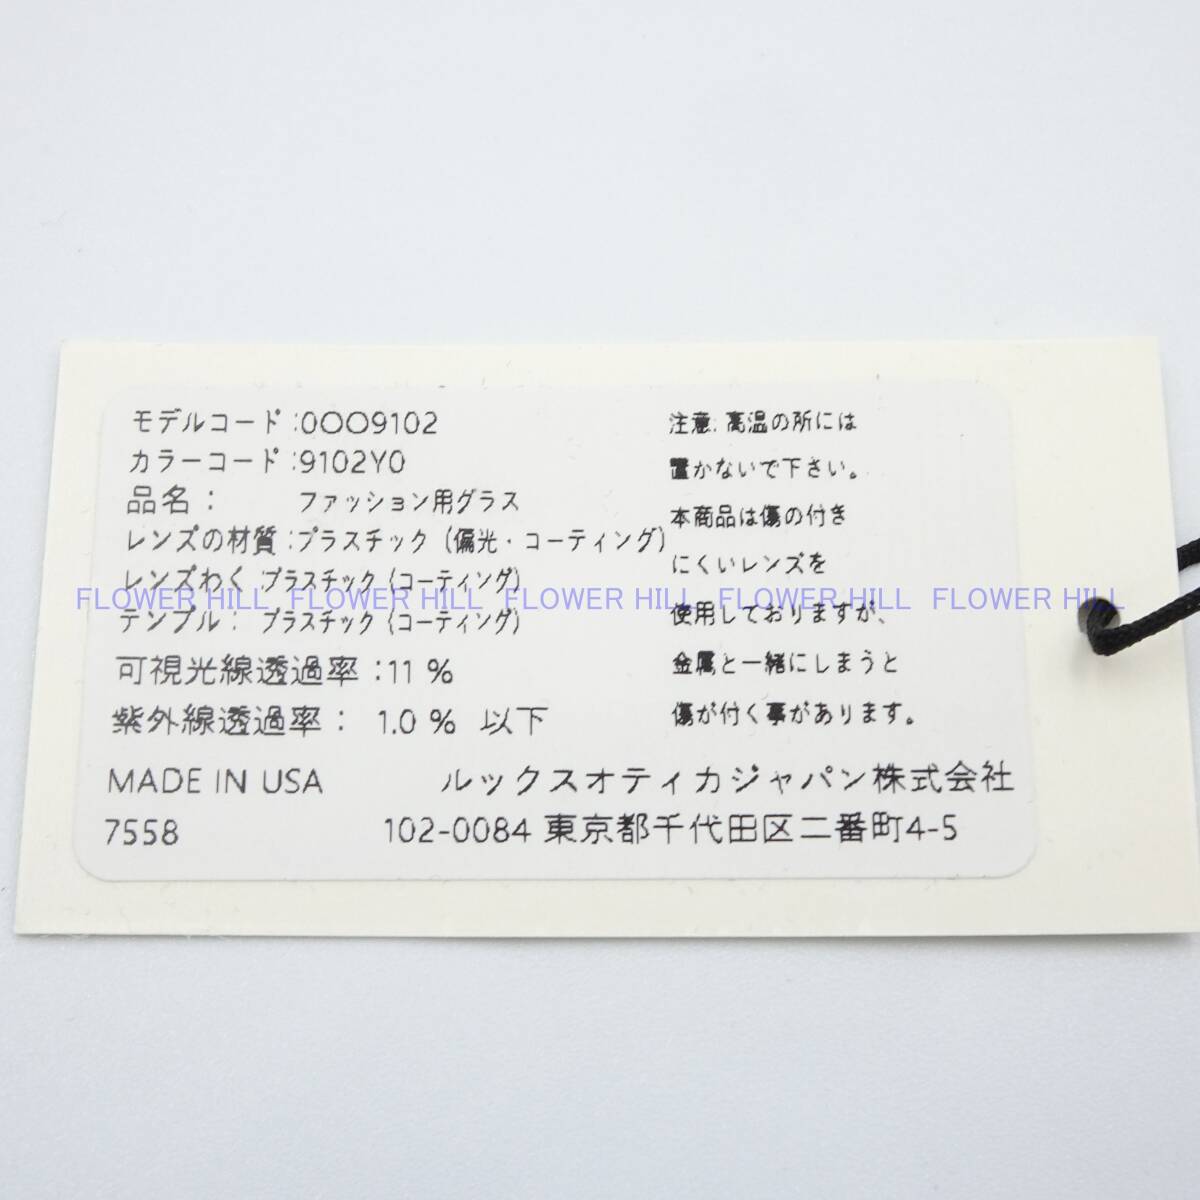 モデルコード:0OO9102
カラーコード:9102Y0
品名: ファッション用グラス
レンズの材質:プラスチック(偏光・コーティング)
レンズわく プラスチック(コーティング)
テンプル: プラスチック(コーティング)
可視光線透過率:11%
紫外線透過率: 1.0% 以下
注意:高温の所には
置かないで下さい。
本商品は傷の付き
にくいレンズを
使用しておりますが、
金属と一緒にしまうと
傷が付く事があります。
MADE IN USA ルックスオティカジャパン株式会社
7558 102-0084 東京都千代田区二番町4-5
FLOWER HILL FLOWER HILL FLOWER HILL FLOWER HILL FLOWER HILL